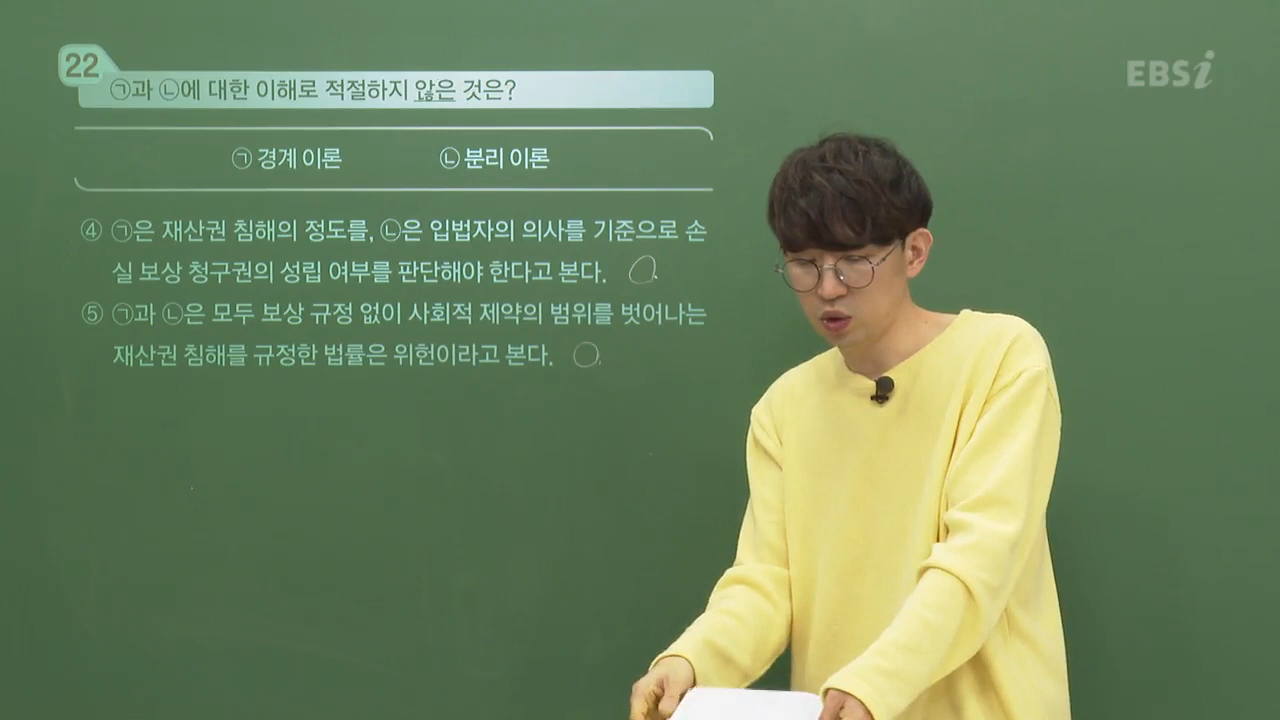 EBSi
22
㉠과 ㉡에 대한 이해로 적절하지 않은 것은?
㉠ 경계 이론 ㉡ 분리 이론
④ ㉠은 재산권 침해의 정도를, ㉡은 입법자의 의사를 기준으로 손
실 보상 청구권의 성립 여부를 판단해야 한다고 본다.
⑤ ㉠과 ㉡은 모두 보상 규정 없이 사회적 제약의 범위를 벗어나는
재산권 침해를 규정한 법률은 위헌이라고 본다.